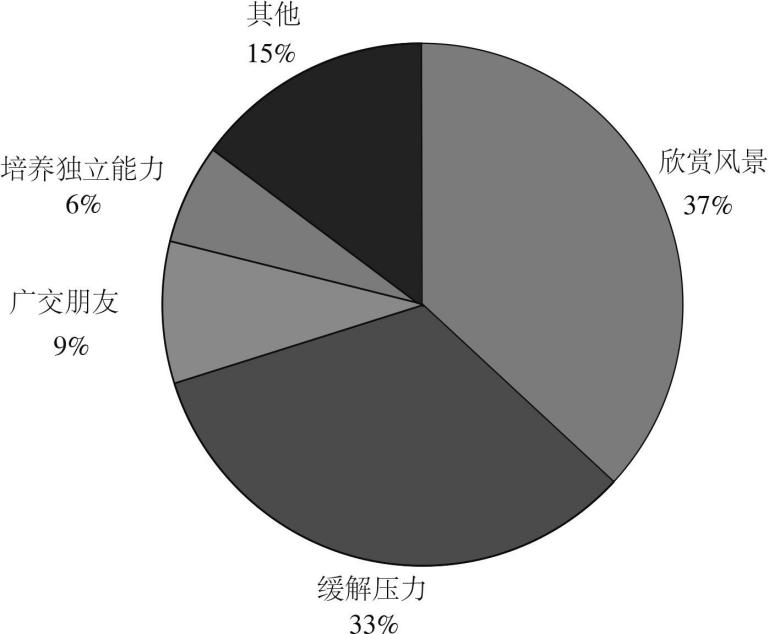 其他
15%
欣赏风景
37%
培养独立能力
6%
广交朋友
9%
缓解压力
33%